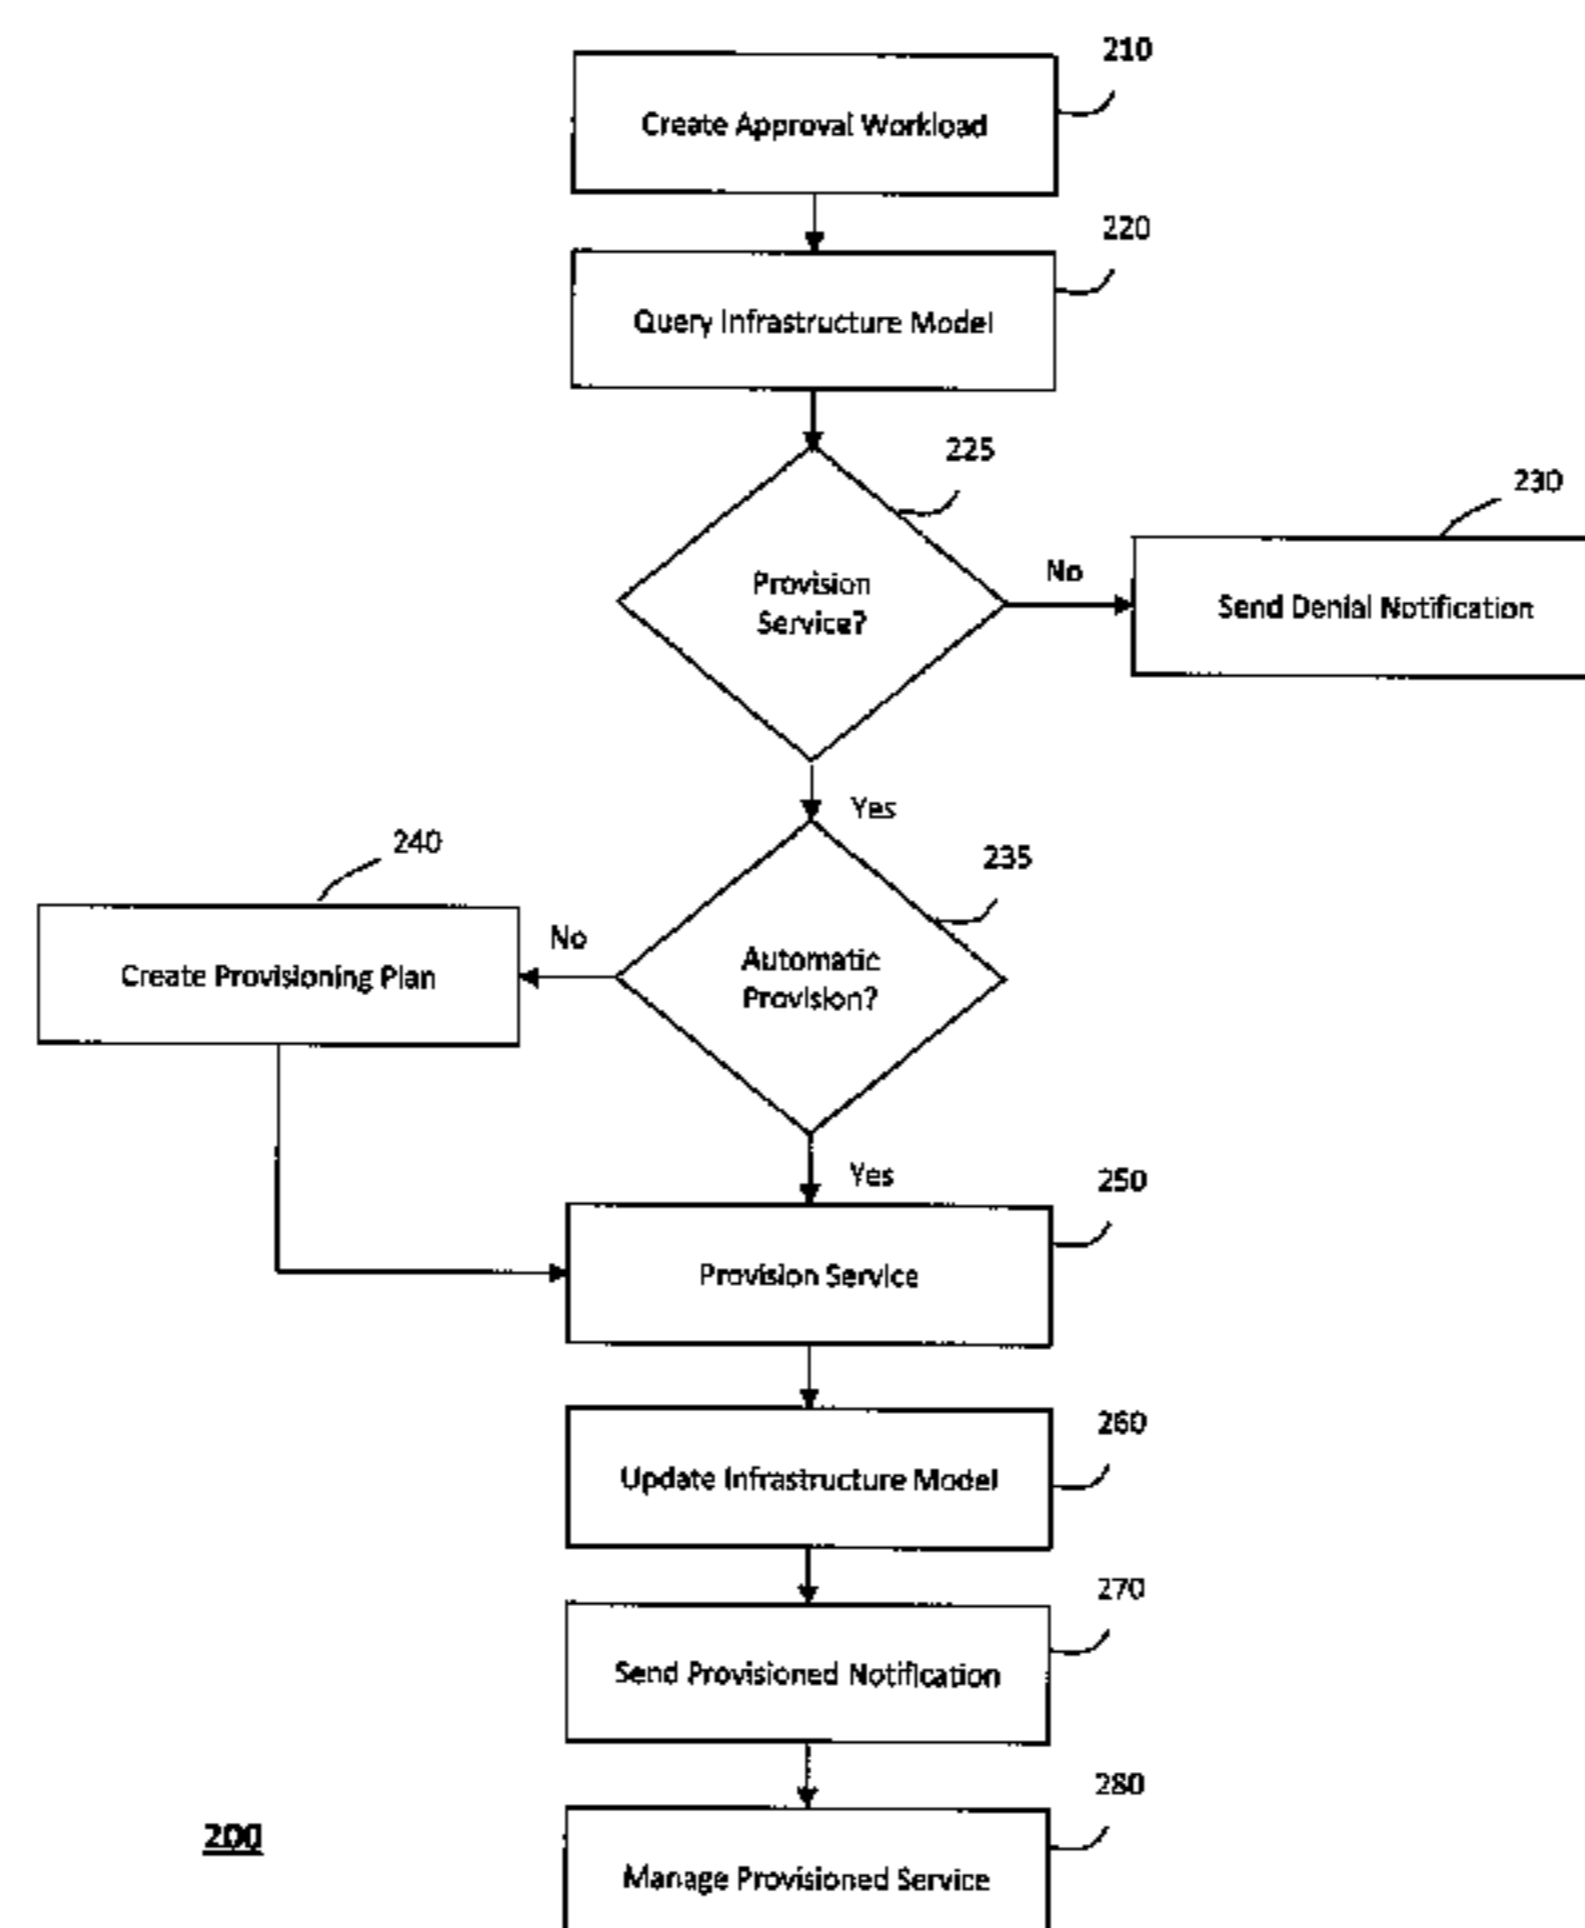 210
Create Approval Workload
220
Query Infrastructure Model
225
Provision
Service?
No
230
Send Denial Notification
Yes
235
Automatic
Provision?
No
240
Create Provisioning Plan
Yes
250
Provision Service
260
Update Infrastructure Model
270
Send Provisioned Notification
280
Manage Provisioned Service
200